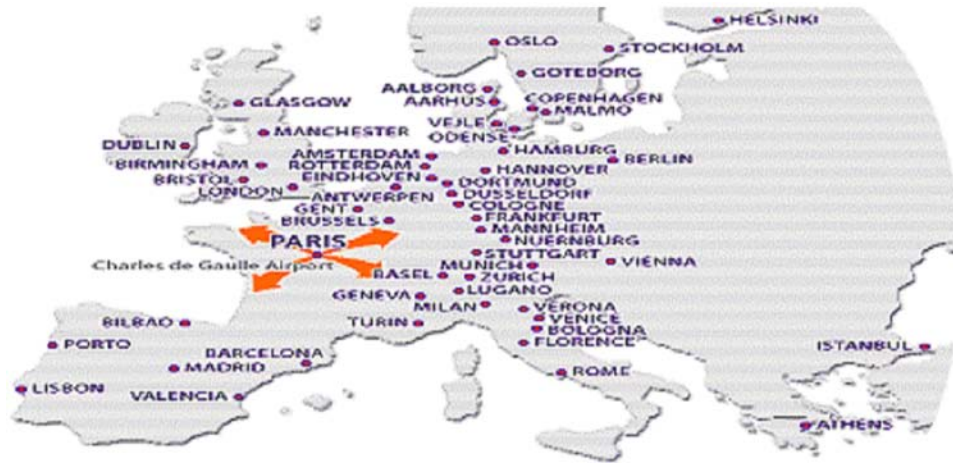 HELSINKI
OSLO
STOCKHOLM
GOTEBORG
AALBORG
AARHUS
COPENHAGEN
MALMO
GLASGOW
VEJLE
ODENSE
MANCHESTER
DUBLIN
HAMBURG
BERLIN
AMSTERDAM
BIRMINGHAM
ROTTERDAM
HANNOVER
BRISTOL
EINDHOVEN
DORTMUND
LONDON
ANTWERPEN
DUSSELDORF
COLOGNE
GENT
BRUSSELS
FRANKFURT
MANNHEIM
PARIS
NUERNBURG
STUTTGART
Charles de Gaulle Airport
MUNICH
VIENNA
BASEL
ZURICH
LUGANO
GENEVA
MILAN
VERONA
VENICE
BILBAO
TURIN
BOLOGNA
FLORENCE
PORTO
ISTANBUL
BARCELONA
MADRID
ROME
LISBON
VALENCIA
ATHENS